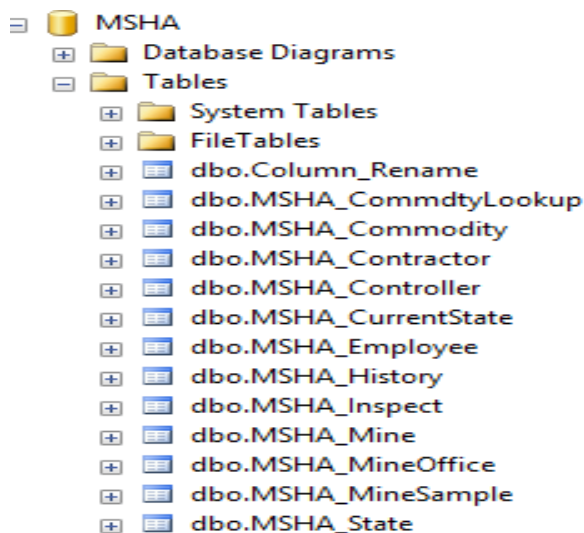 MSHA
Database Diagrams
Tables
System Tables
FileTables
dbo.Column_Rename
dbo.MSHA_CommdtyLookup
dbo.MSHA_Commodity
dbo.MSHA_Contractor
dbo.MSHA_Controller
dbo.MSHA_CurrentState
dbo.MSHA_Employee
dbo.MSHA_History
dbo.MSHA_Inspect
dbo.MSHA_Mine
dbo.MSHA_MineOffice
dbo.MSHA_MineSample
dbo.MSHA_State